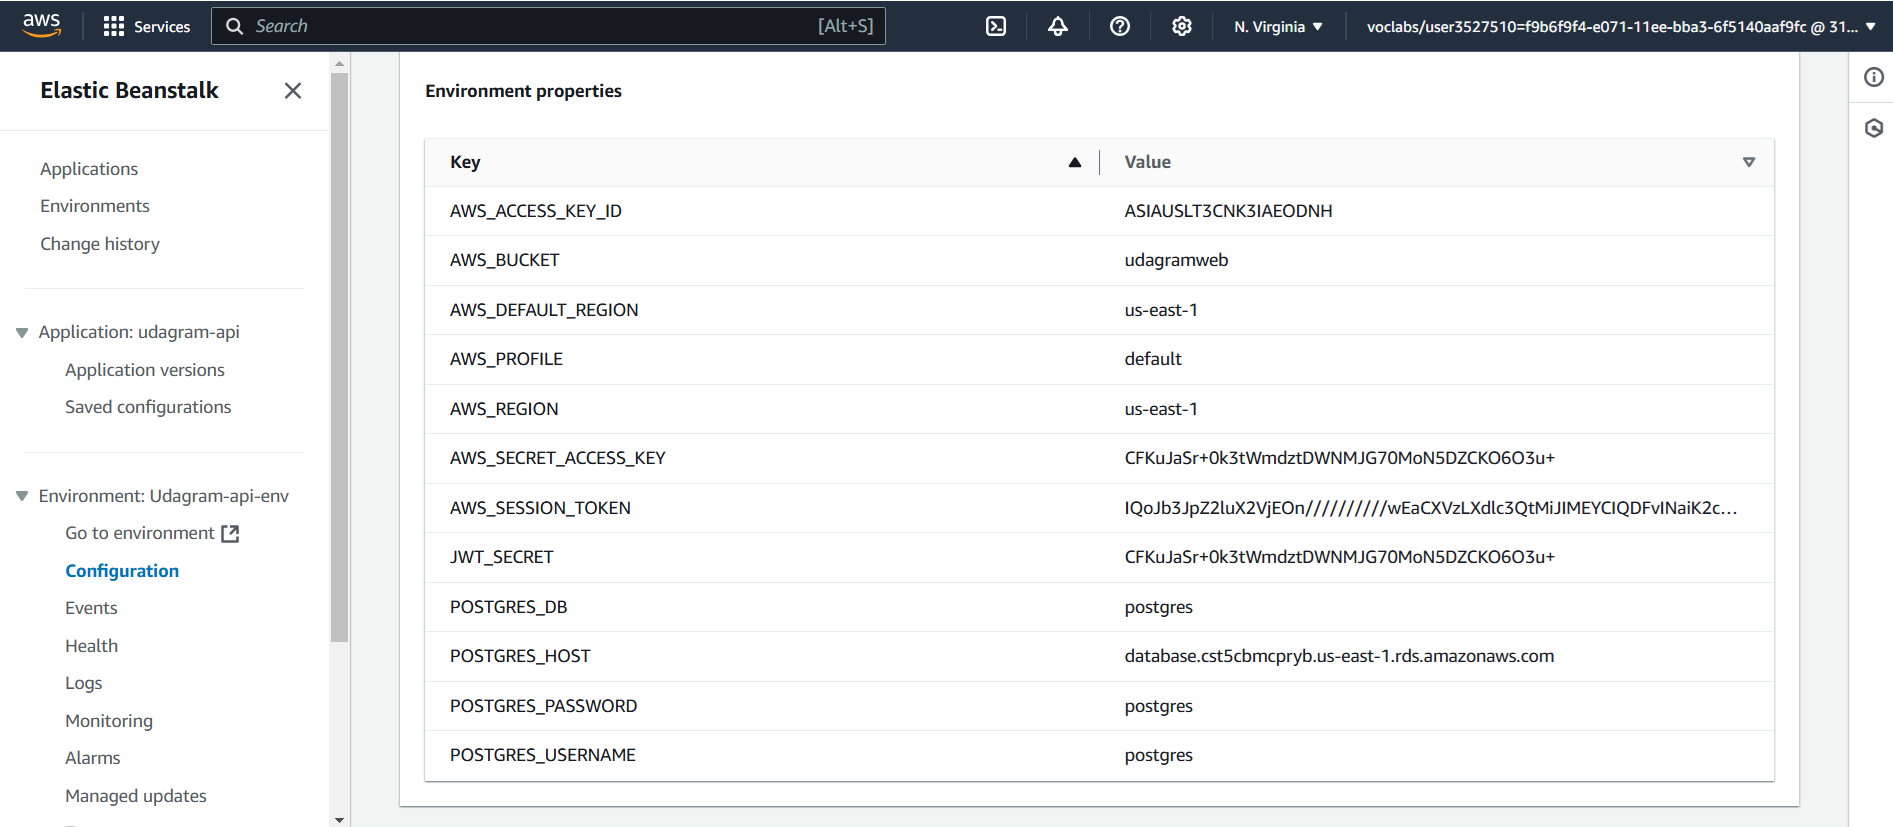 aws
Services
Search
[Alt+S]
N. Virginia
voclabs/user3527510=f9b6f9f4-e071-11ee-bba3-6f5140aaf9fc @ 31...
Elastic Beanstalk
Applications
Environments
Change history
Application: udagram-api
Application versions
Saved configurations
Environment: Udagram-api-env
Go to environment
Configuration
Events
Health
Logs
Monitoring
Alarms
Managed updates
Environment properties
Key Value
AWS_ACCESS_KEY_ID ASIAUSLT3CNK3IAEODNH
AWS_BUCKET udagramweb
AWS_DEFAULT_REGION us-east-1
AWS_PROFILE default
AWS_REGION us-east-1
AWS_SECRET_ACCESS_KEY CFKuJaSr+0k3tWmdztDWNMJG70MoN5DZCKO6O3u+
AWS_SESSION_TOKEN IQoJb3JpZ2luX2VjEOn//////////wEaCXVzLXdlc3QtMiJIMEYCIQDFvINaiK2c...
JWT_SECRET CFKuJaSr+0k3tWmdztDWNMJG70MoN5DZCKO6O3u+
POSTGRES_DB postgres
POSTGRES_HOST database.cst5cbmcpryb.us-east-1.rds.amazonaws.com
POSTGRES_PASSWORD postgres
POSTGRES_USERNAME postgres